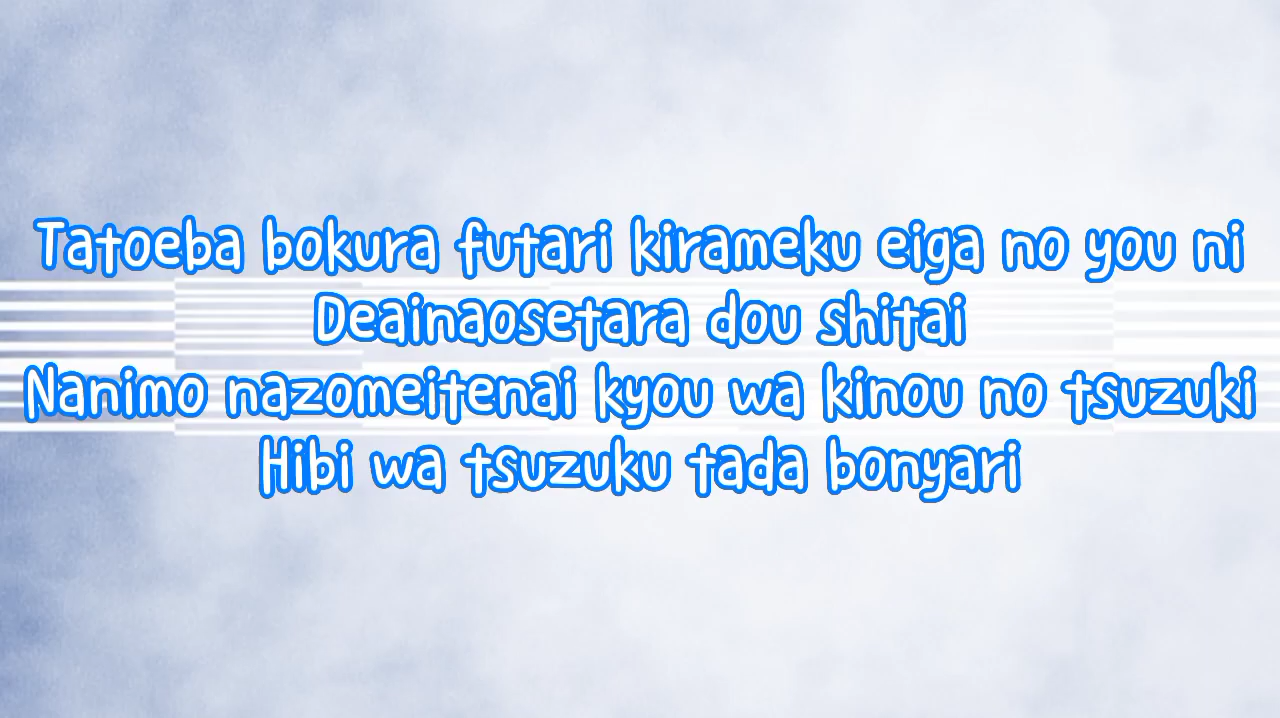 Tatoeba bokura futari kirameku eiga no you ni
Deainaosetara dou shitai
Nanimo nazomeitenai kyou wa kinou no tsuzuki
Hibi wa tsuzuku tada bonyari